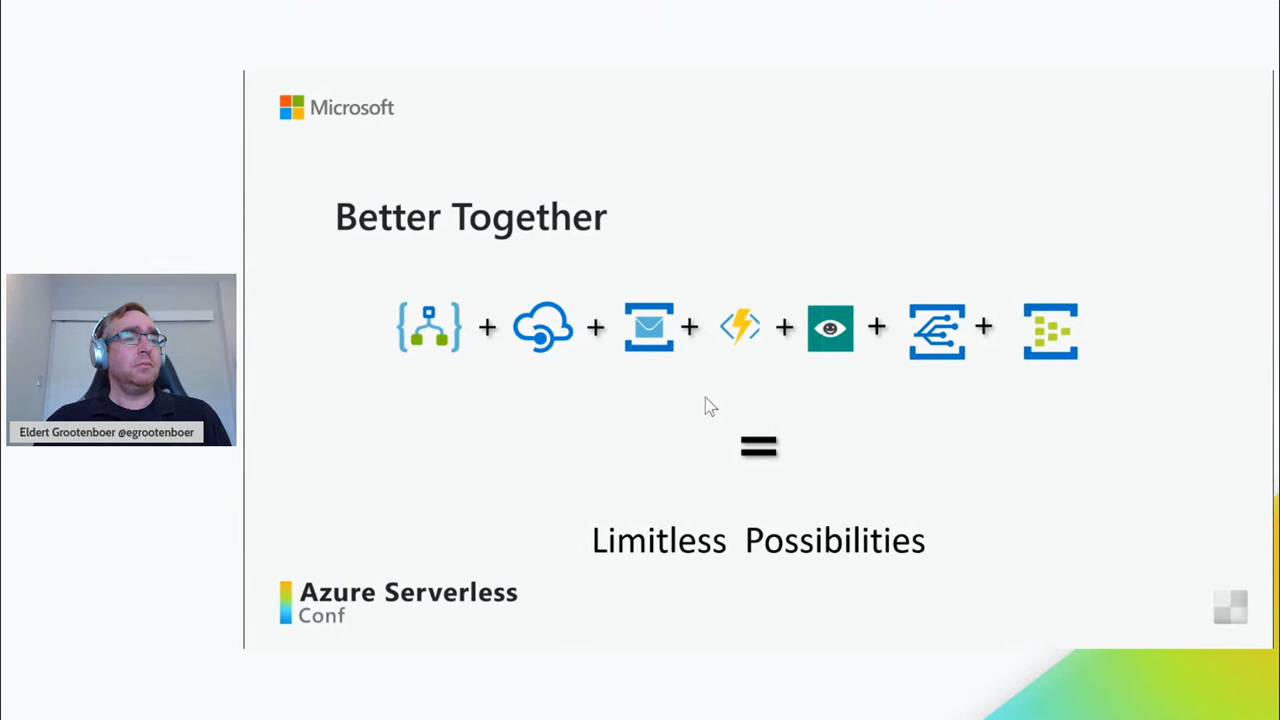 Microsoft
Better Together
+ + + + + +
=
Limitless Possibilities
Eldert Grootenboer @egrootenboer
Azure Serverless
Conf